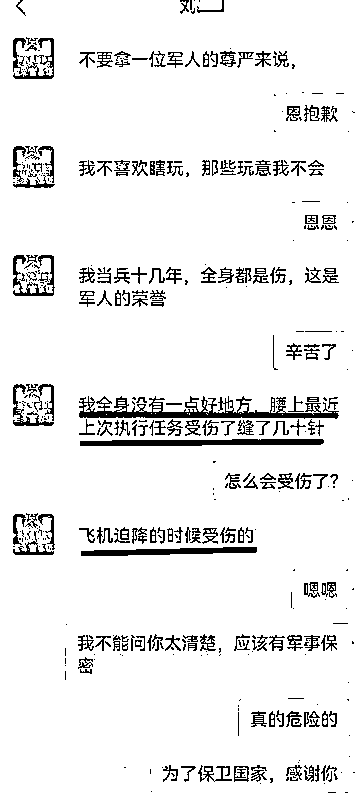 不要拿一位军人的尊严来说，
恩抱歉
我不喜欢瞎玩，那些玩意我不会
恩恩
我当兵十几年，全身都是伤，这是
军人的荣誉
辛苦了
我全身没有一点好地方，腰上最近
上次执行任务受伤了缝了几十针
怎么会受伤了？
飞机迫降的时候受伤的
嗯嗯
我不能问你太清楚，应该有军事保
密
真的危险的
为了保卫国家，感谢你